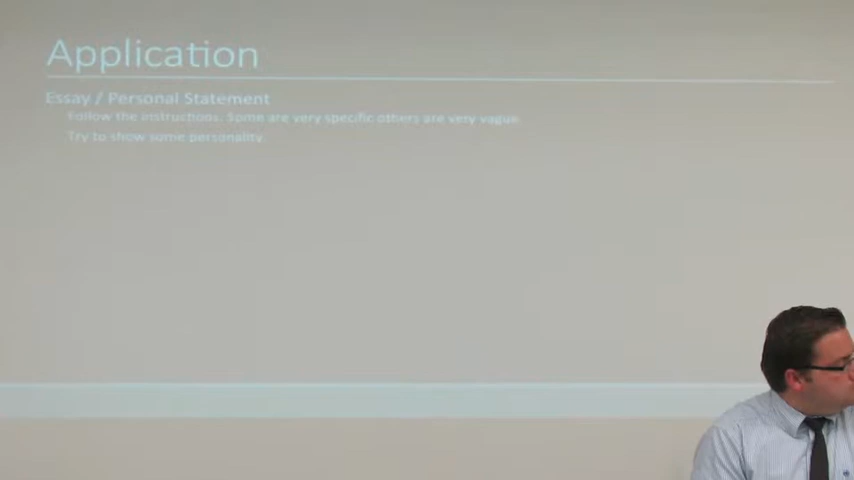 Application
Essay / Personal Statement
Follow the instructions. Some are very specific others are very vague.
Try to show some personality.